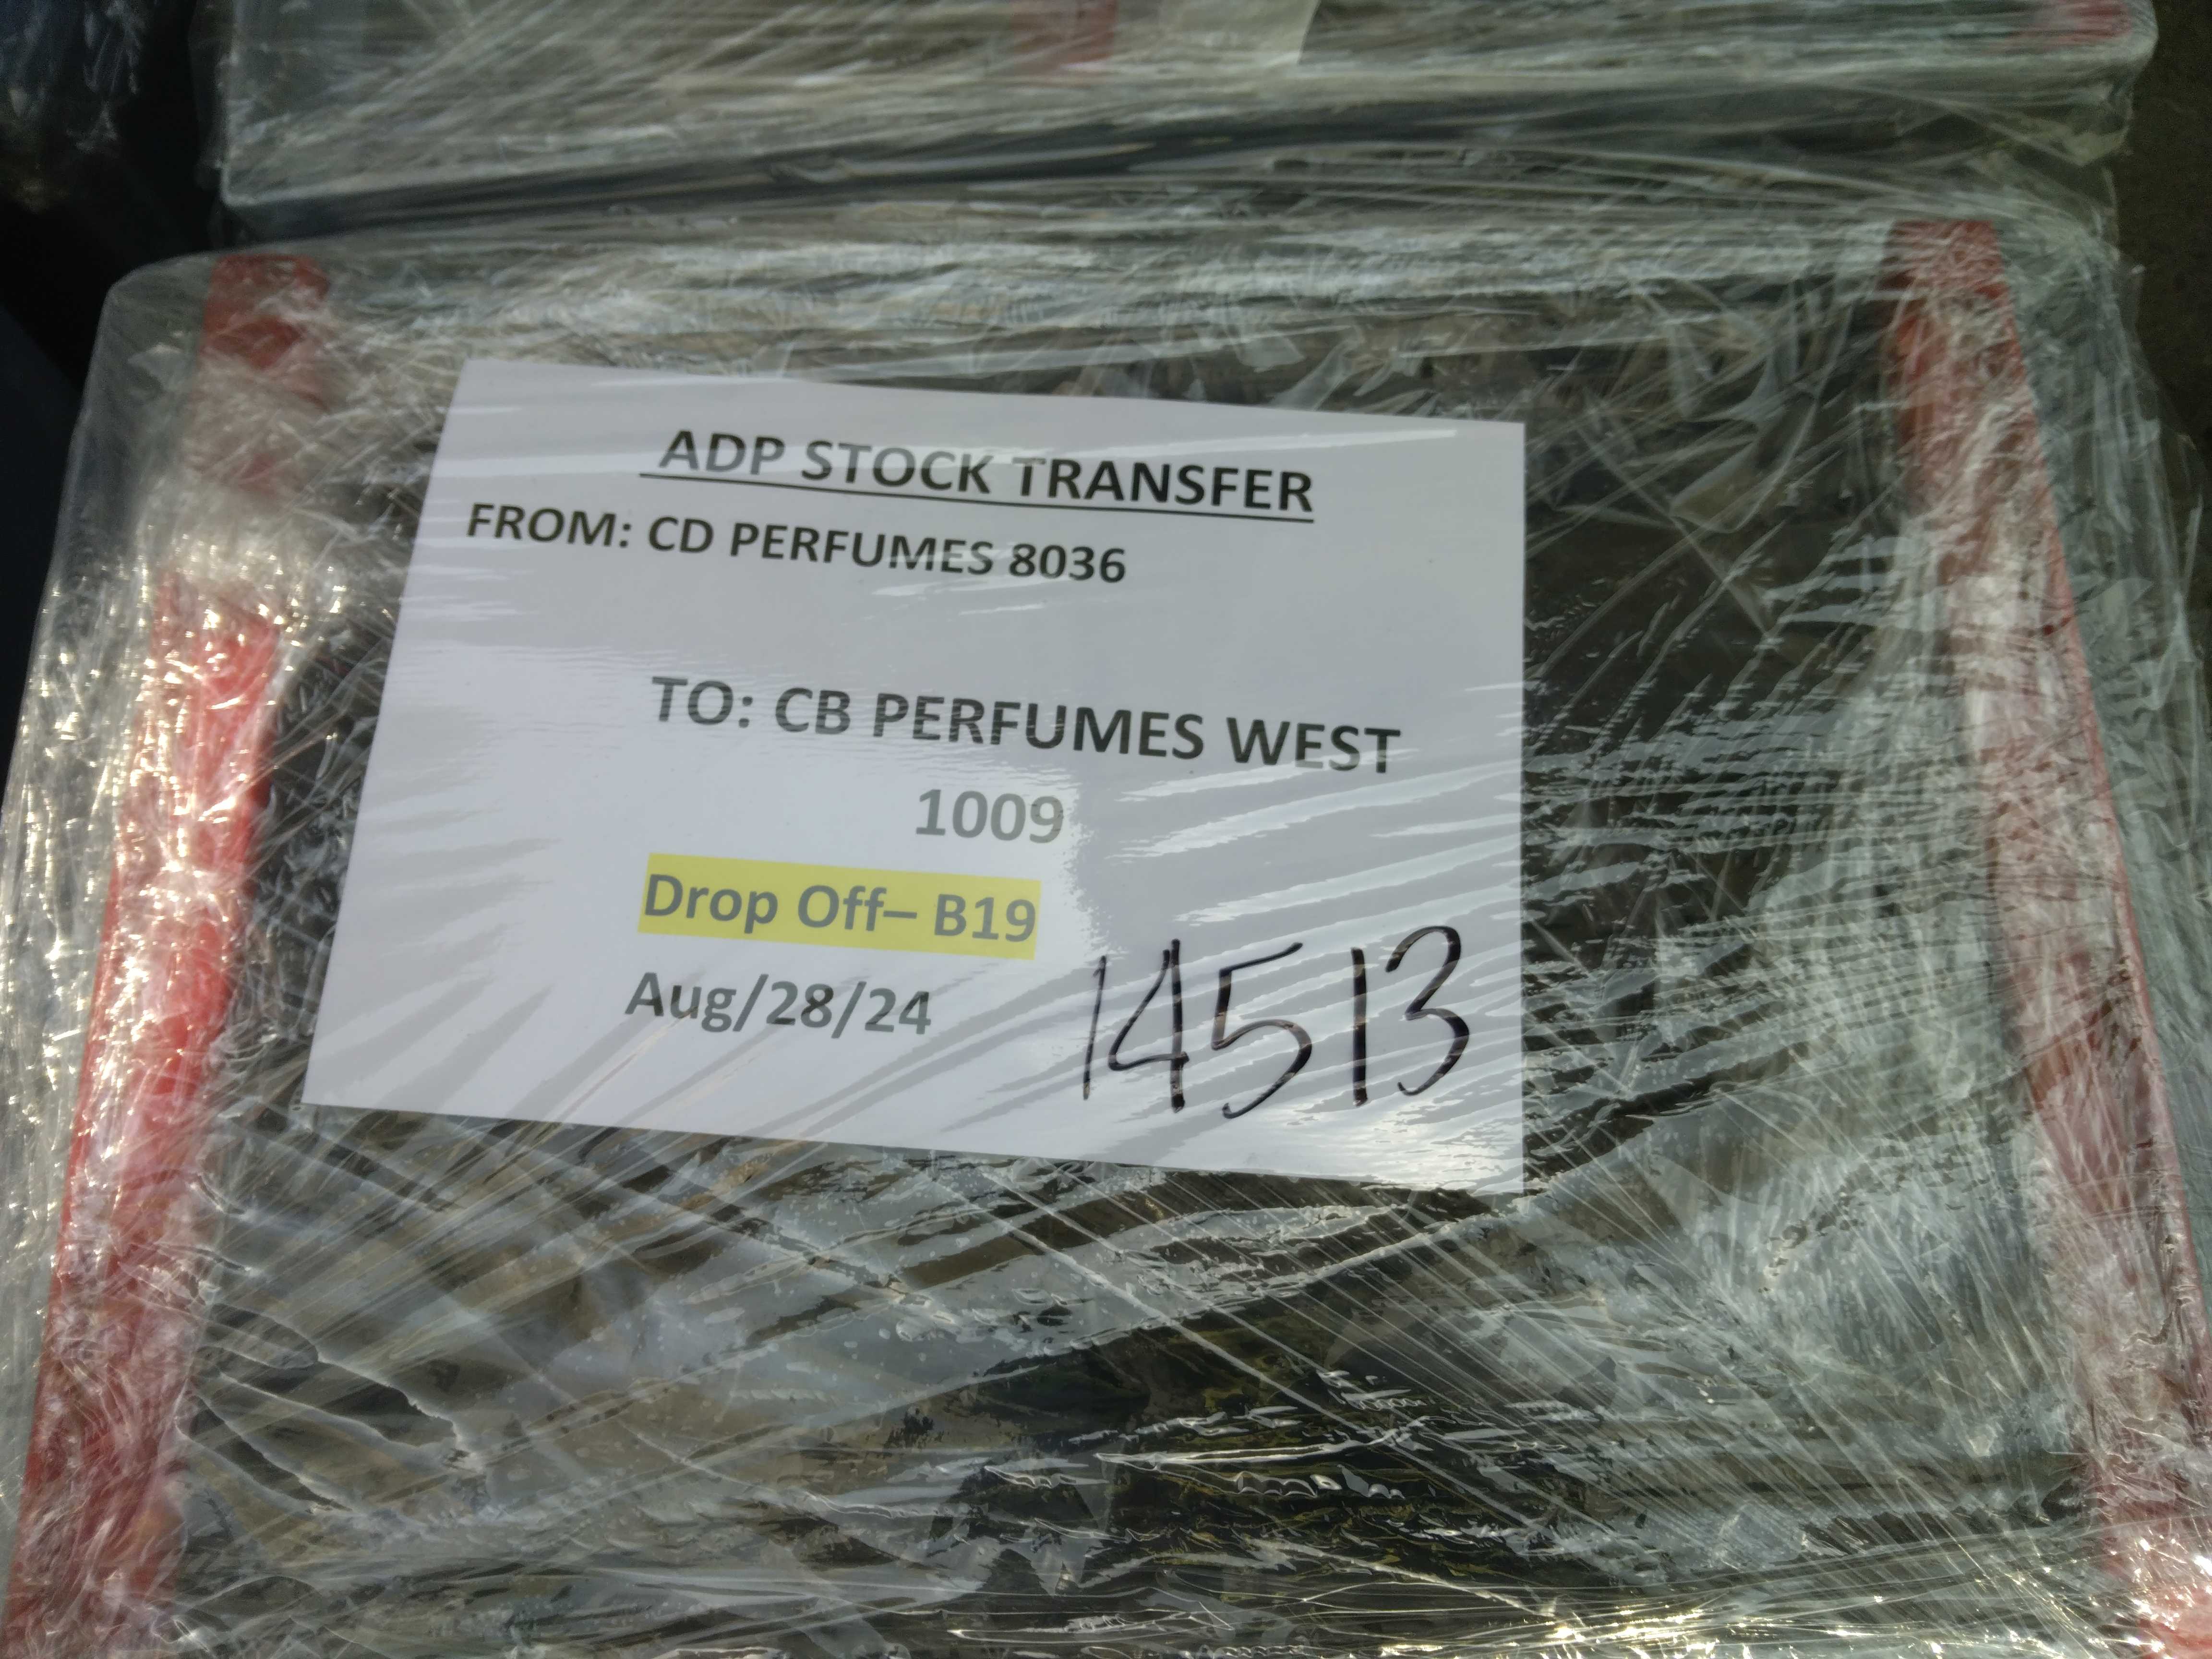 ADP STOCK TRANSFER
FROM: CD PERFUMES 8036
TO: CB PERFUMES WEST
1009
Drop Off– B19
Aug/28/24
14513